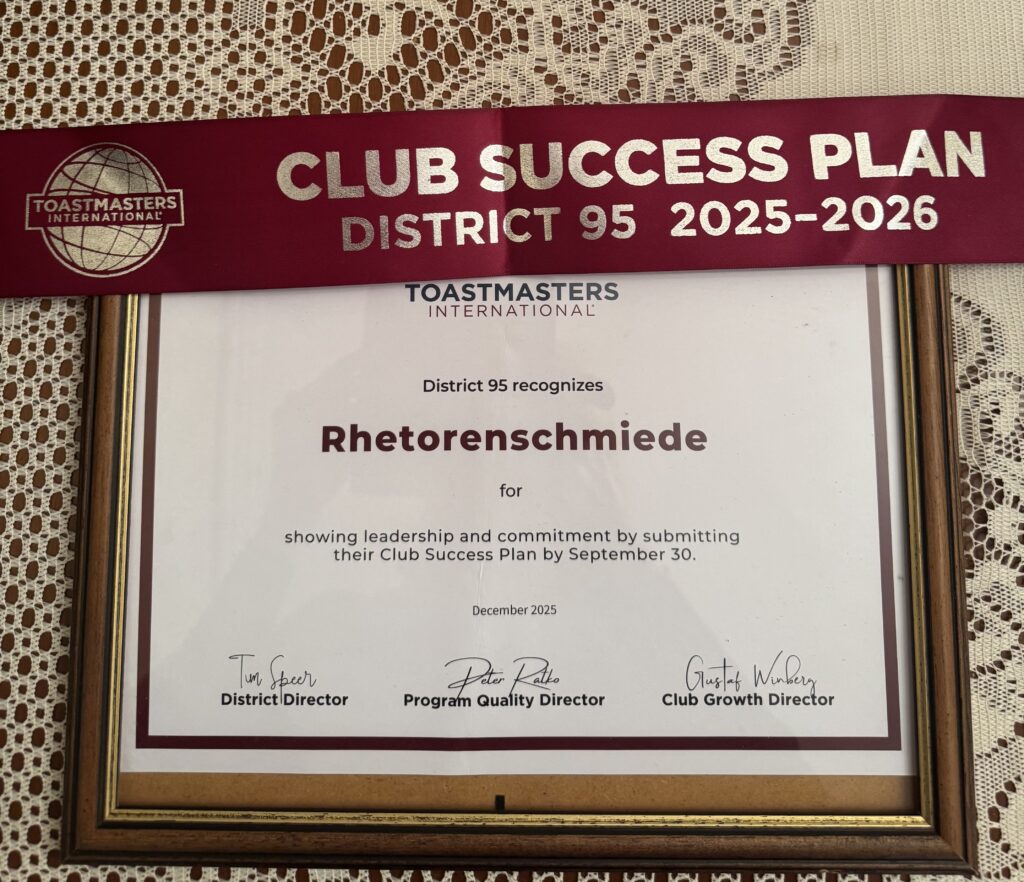 TOASTMASTERS
INTERNATIONAL
CLUB SUCCESS PLAN
DISTRICT 95 2025-2026
TOASTMASTERS
INTERNATIONAL
District 95 recognizes
Rhetorenschmiede
for
showing leadership and commitment by submitting
their Club Success Plan by September 30.
December 2025
Tim Speer
District Director
Peter Ratko
Program Quality Director
Gustaf Winberg
Club Growth Director